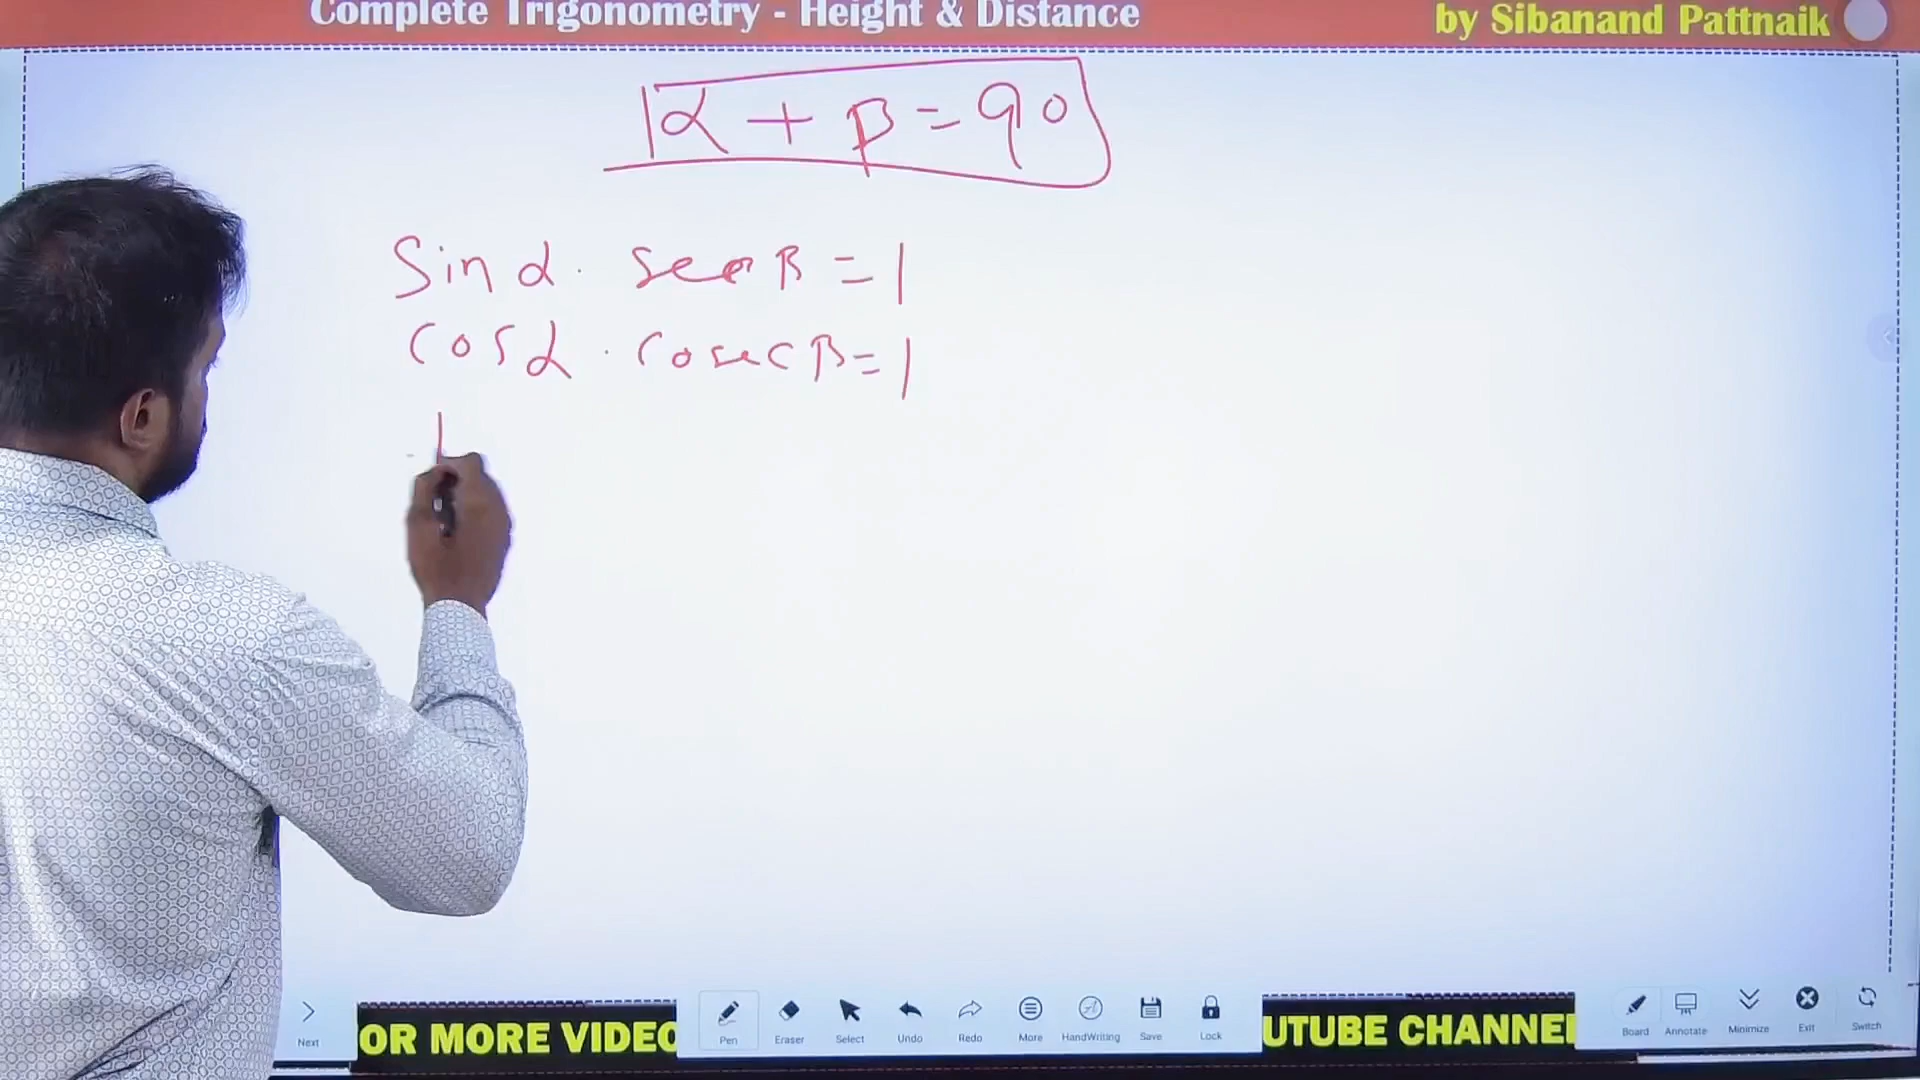 Complete Trigonometry - Height & Distance
by Sibanand Pattnaik
α + β = 90
Sin α . sec β = 1
cos α . cosec β = 1
Next
OR MORE VIDEO
Pen
Eraser
Select
Undo
Redo
More
HandWriting
Save
Lock
UTUBE CHANNEL
Board
Annotate
Minimize
Exit
Switch